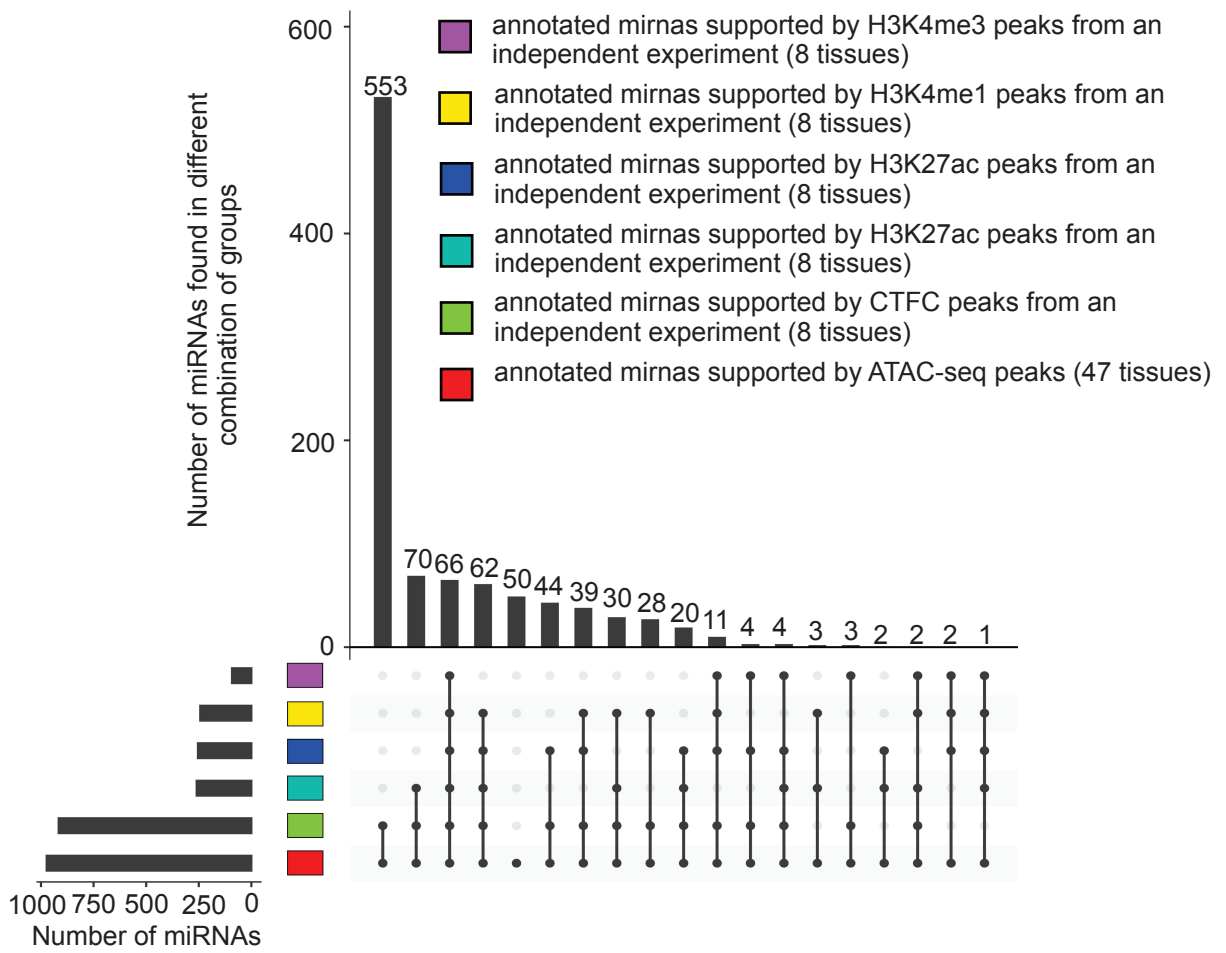 600
400
200
0
Number of miRNAs found in different
combination of groups
annotated mirnas supported by H3K4me3 peaks from an
independent experiment (8 tissues)
annotated mirnas supported by H3K4me1 peaks from an
independent experiment (8 tissues)
annotated mirnas supported by H3K27ac peaks from an
independent experiment (8 tissues)
annotated mirnas supported by H3K27ac peaks from an
independent experiment (8 tissues)
annotated mirnas supported by CTFC peaks from an
independent experiment (8 tissues)
annotated mirnas supported by ATAC-seq peaks (47 tissues)
553 70 66 62 50 44 39 30 28 20 11 4 4 3 3 2 2 2 1
1000 750 500 250 0
Number of miRNAs